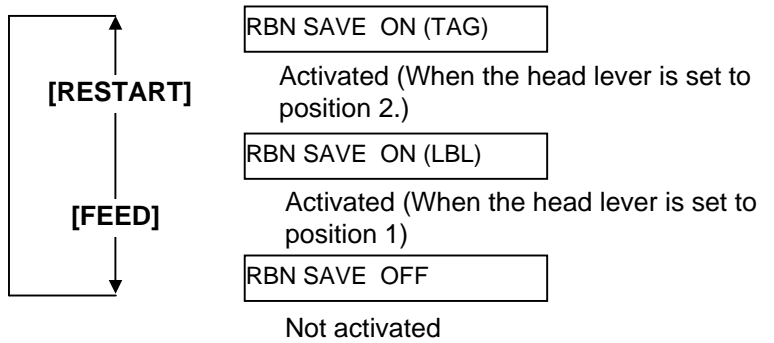 RBN SAVE ON (TAG)
Activated (When the head lever is set to
position 2.)
[RESTART]
RBN SAVE ON (LBL)
Activated (When the head lever is set to
position 1)
[FEED]
RBN SAVE OFF
Not activated